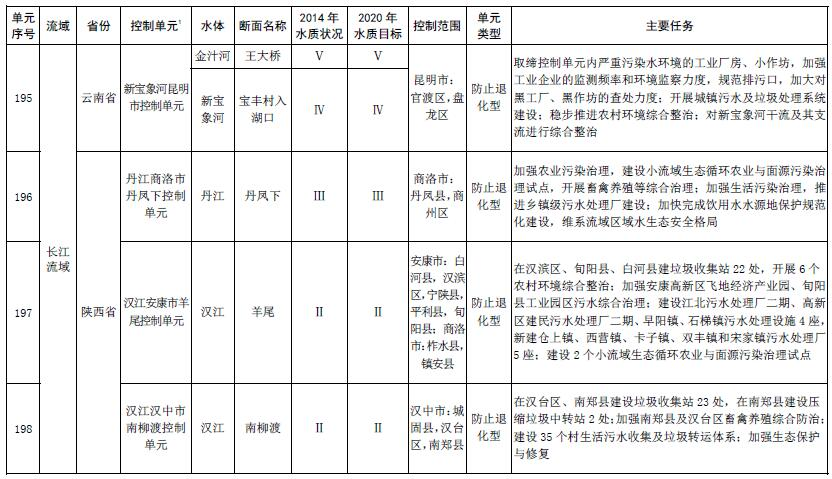 单元序号 流域 省份 控制单元¹ 水体 断面名称 2014年水质状况 2020年水质目标 控制范围 单元类型 主要任务
195
长江流域
云南省
新宝象河昆明
市控制单元
金汁河 王大桥 Ⅴ Ⅴ
新宝
象河
宝丰村入
湖口
Ⅳ Ⅳ
昆明市：
官渡区，盘
龙区
防止退
化型
取缔控制单元内严重污染水环境的工业厂房、小作坊，加强
工业企业的监测频率和环境监察力度，规范排污口，加大对
黑工厂、黑作坊的查处力度；开展城镇污水及垃圾处理系统
建设；稳步推进农村环境综合整治；对新宝象河干流及其支
流进行综合整治
196
陕西省
丹江商洛市
丹凤下控制
单元
丹江 丹凤下 Ⅲ Ⅲ
商洛市：
丹凤县，商
州区
防止退
化型
加强农业污染治理，建设小流域生态循环农业与面源污染治
理试点，开展畜禽养殖等综合治理；加强生活污染治理，推
进乡镇级污水处理厂建设；加快完成饮用水水源地保护规范
化建设，维系流域区域水生态安全格局
197
汉江安康市羊
尾控制单元
汉江 羊尾 Ⅱ Ⅱ
安康市：白
河县，汉滨
区，宁陕县，
平利县，旬
阳县；商洛
市：柞水县，
镇安县
防止退
化型
在汉滨区、旬阳县、白河县建垃圾收集站22处，开展6个
农村环境综合整治；加强安康高新区飞地经济产业园、旬阳
县工业园区污水综合治理；建设江北污水处理厂二期、高新
区建民污水处理厂二期、早阳镇、石梯镇污水处理设施4座，
新建仓上镇、西营镇、卡子镇、双丰镇和宋家镇污水处理厂
5座；建设2个小流域生态循环农业与面源污染治理试点
198
汉江汉中市
南柳渡控制
单元
汉江 南柳渡 Ⅱ Ⅱ
汉中市：城
固县，汉台
区，南郑县
防止退
化型
在汉台区、南郑县建设垃圾收集站23处，在南郑县建设压
缩垃圾中转站2处；加强南郑县及汉台区畜禽养殖综合防治；
建设35个村生活污水收集及垃圾转运体系；加强生态保护
与修复